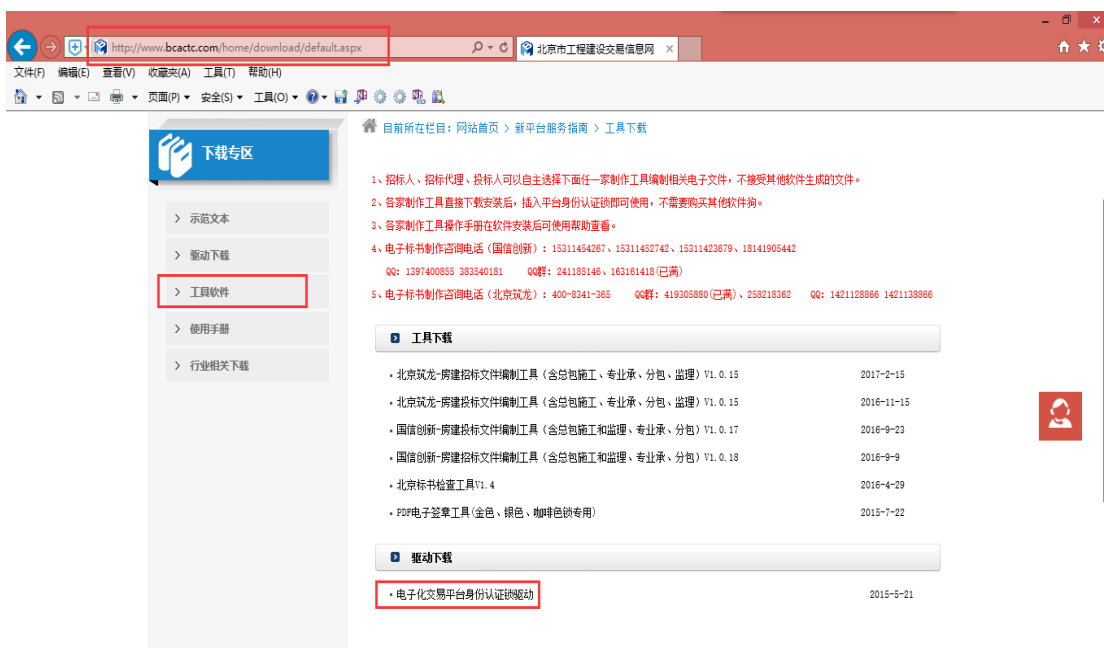 http://www.bcactc.com/home/download/default.aspx
北京市工程建设交易信息网
文件(F) 编辑(E) 查看(V) 收藏夹(A) 工具(T) 帮助(H)
页面(P) 安全(S) 工具(O)
目前所在栏目: 网站首页 > 新平台服务指南 > 工具下载
下载专区
> 示范文本
> 驱动下载
> 工具软件
> 使用手册
> 行业相关下载
1、招标人、招标代理、投标人可以自主选择下面任一家制作工具编制相关电子文件,不接受其他软件生成的文件。
2、各家制作工具直接下载安装后,插入平台身份认证锁即可使用,不需要购买其他软件狗。
3、各家制作工具操作手册在软件安装后可使用帮助查看。
4、电子标书制作咨询电话(国信创新): 15311454267、15311452742、15311423679、18141905442
QQ: 1397400855 383540181 QQ群: 241185146、163161418(已满)
5、电子标书制作咨询电话(北京筑龙): 400-8341-365 QQ群: 419305880(已满)、258218362 QQ: 1421128866 1421138866
工具下载
北京筑龙-房建招标文件编制工具(含总包施工、专业承、分包、监理)V1.0.15 2017-2-15
北京筑龙-房建投标文件编制工具(含总包施工、专业承、分包、监理)V1.0.15 2016-11-15
国信创新-房建投标文件编制工具(含总包施工和监理、专业承、分包)V1.0.17 2016-9-23
国信创新-房建招标文件编制工具(含总包施工和监理、专业承、分包)V1.0.18 2016-9-9
北京标书检查工具V1.4 2016-4-29
PDF电子签章工具(金色、银色、咖啡色锁专用) 2015-7-22
驱动下载
电子化交易平台身份认证锁驱动 2015-5-21